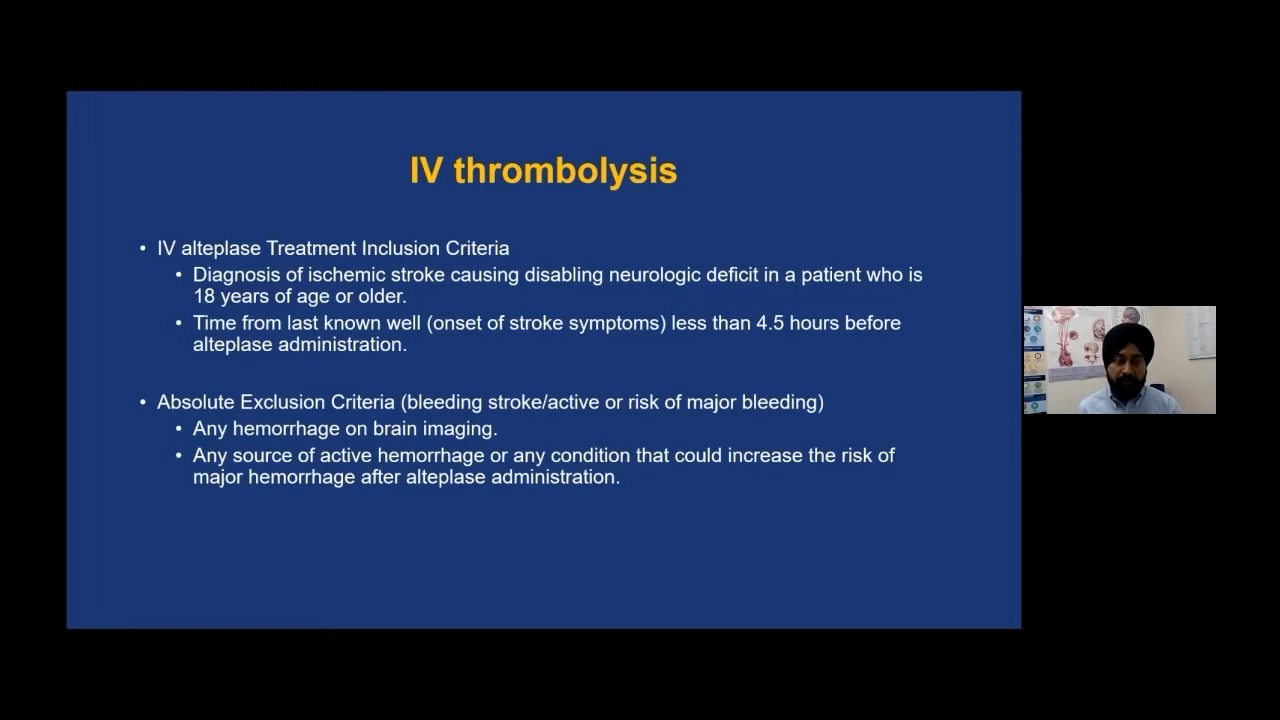 IV thrombolysis
• IV alteplase Treatment Inclusion Criteria
• Diagnosis of ischemic stroke causing disabling neurologic deficit in a patient who is
18 years of age or older.
• Time from last known well (onset of stroke symptoms) less than 4.5 hours before
alteplase administration.
• Absolute Exclusion Criteria (bleeding stroke/active or risk of major bleeding)
• Any hemorrhage on brain imaging.
• Any source of active hemorrhage or any condition that could increase the risk of
major hemorrhage after alteplase administration.